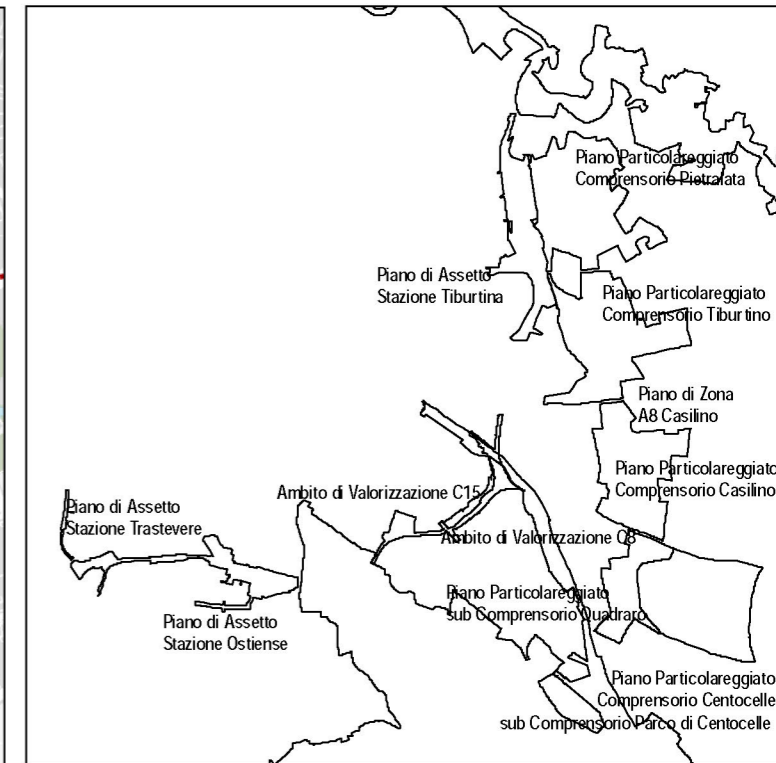 Piano Particolareggiato
Comprensorio Pietralata
Piano di Assetto
Stazione Tiburtina
Piano Particolareggiato
Comprensorio Tiburtino
Piano di Zona
A8 Casilino
Piano Particolareggiato
Comprensorio Casilino
Ambito di Valorizzazione C15
Piano di Assetto
Stazione Trastevere
Ambito di Valorizzazione C8
Piano Particolareggiato
sub Comprensorio Quadraro
Piano di Assetto
Stazione Ostiense
Piano Particolareggiato
Comprensorio Centocelle
sub Comprensorio Parco di Centocelle